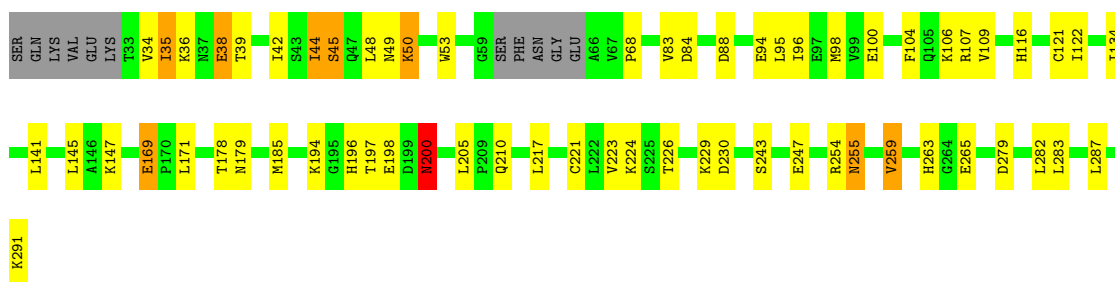 SER GLN LYS VAL GLU LYS T33 V34 I35 K36 N37 E38 T39 I42 S43 I44 S45 Q47 L48 N49 K50 W53 G59 SER PHE ASN GLY GLU A66 V67 P68 V83 D84 D88 E94 L95 I96 E97 M98 V99 E100 F104 Q105 K106 R107 V109 H116 C121 I122
L141 L145 A146 K147 E169 P170 L171 T178 N179 M185 K194 G195 H196 T197 E198 D199 N200 L205 P209 Q210 L217 C221 L222 V223 K224 S225 T226 K229 D230 S243 E247 R254 N255 V259 H263 G264 E265 D279 L282 L283 L287
K291